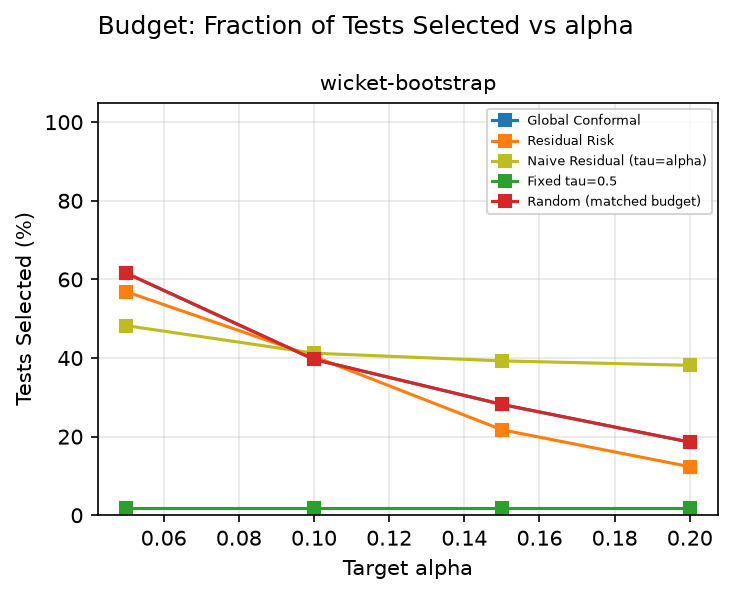 Budget: Fraction of Tests Selected vs alpha
wicket-bootstrap
Global Conformal
Residual Risk
Naive Residual (tau=alpha)
Fixed tau=0.5
Random (matched budget)
Tests Selected (%)
100
80
60
40
20
0
0.06 0.08 0.10 0.12 0.14 0.16 0.18 0.20
Target alpha